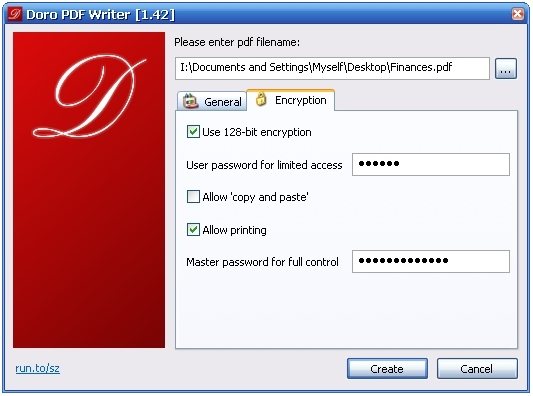 Doro PDF Writer [1.42]
D
Please enter pdf filename:
I:\Documents and Settings\Myself\Desktop\Finances.pdf
...
General
Encryption
Use 128-bit encryption
User password for limited access
••••••
Allow 'copy and paste'
Allow printing
Master password for full control
•••••••••••••
run.to/sz
Create
Cancel